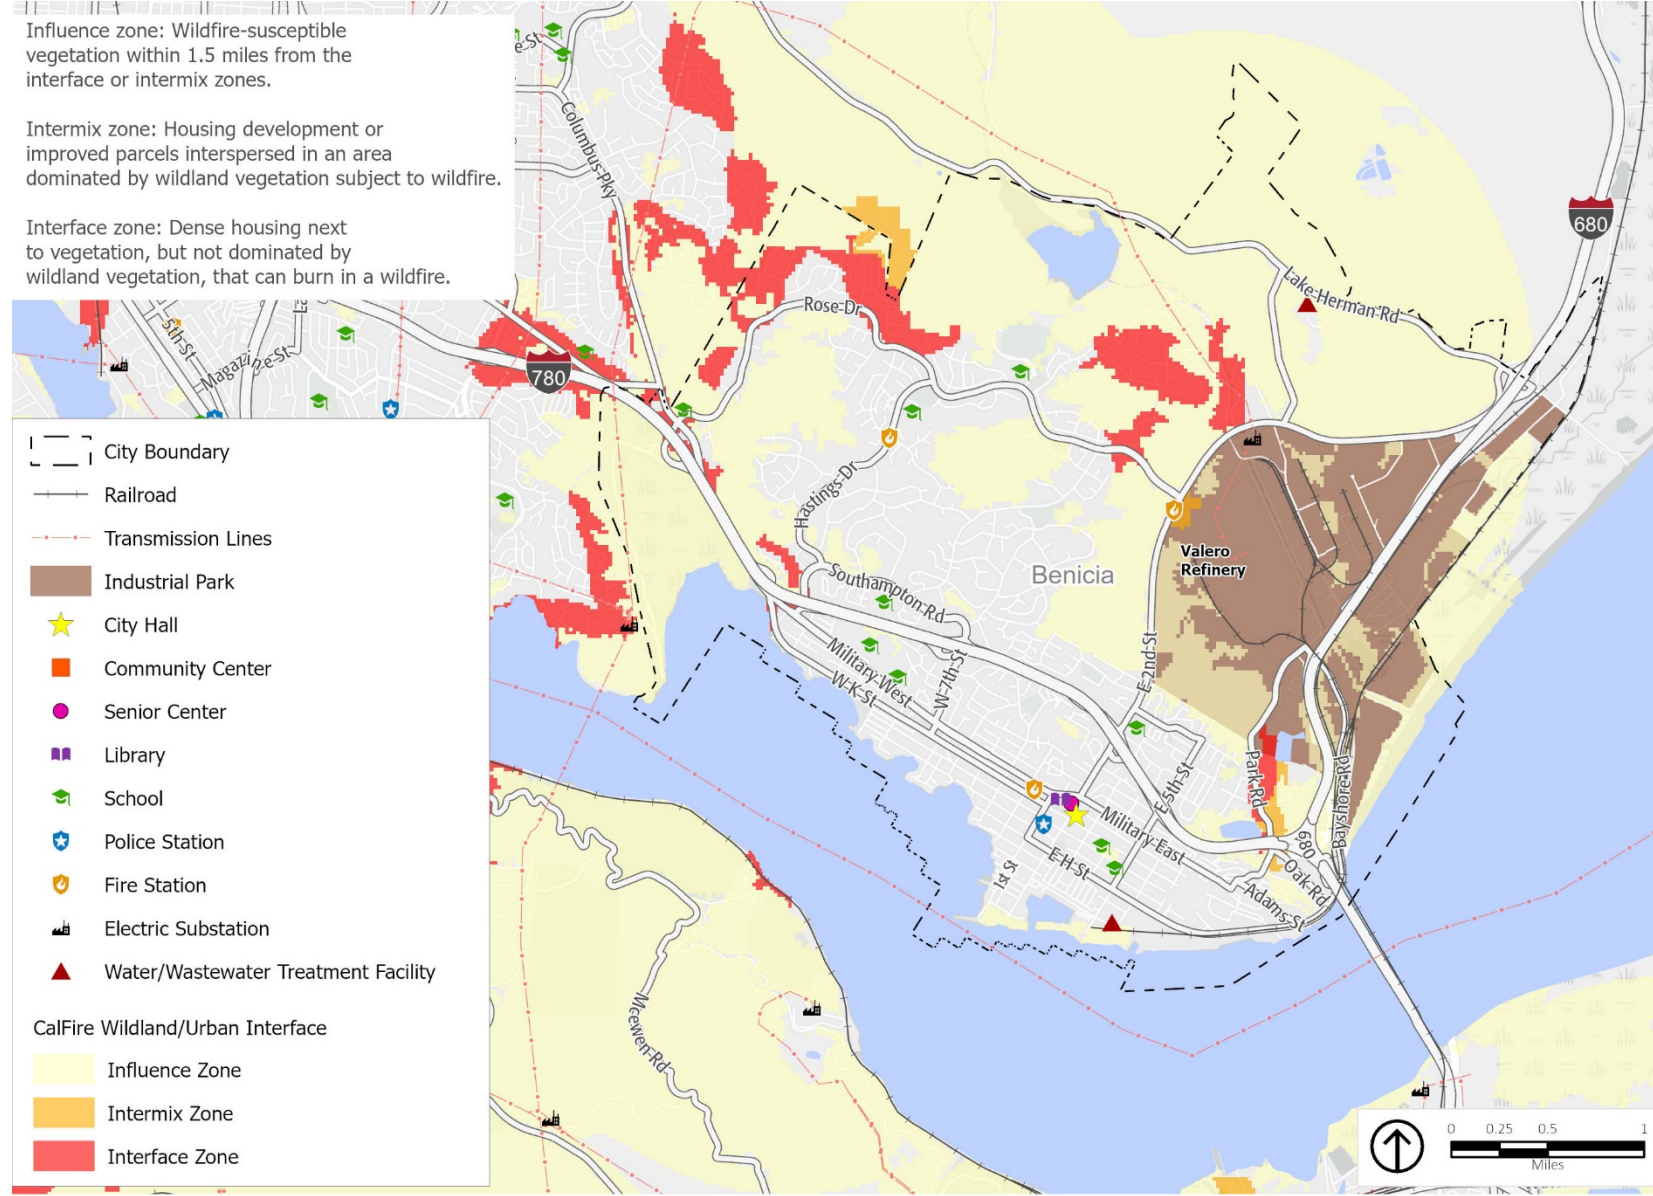 Influence zone: Wildfire-susceptible
vegetation within 1.5 miles from the
interface or intermix zones.
Intermix zone: Housing development or
improved parcels interspersed in an area
dominated by wildland vegetation subject to wildfire.
Interface zone: Dense housing next
to vegetation, but not dominated by
wildland vegetation, that can burn in a wildfire.
e-St
Columbus-Pky
680
Lake-Herman-Rd
Rose-Dr
5th-St
Magazine-St
780
Hastings-Dr
Valero
Refinery
Benicia
Southampton-Rd
E-2nd-St
Military-West
W-7th-St
W-K-St
Park-Rd
E-5th-St
Bayshore-Rd
Military-East
680
E-H-St
1st-St
Oak-Rd
Adams-St
Mcewen-Rd
City Boundary
Railroad
Transmission Lines
Industrial Park
City Hall
Community Center
Senior Center
Library
School
Police Station
Fire Station
Electric Substation
Water/Wastewater Treatment Facility
CalFire Wildland/Urban Interface
Influence Zone
Intermix Zone
Interface Zone
0 0.25 0.5 1
Miles